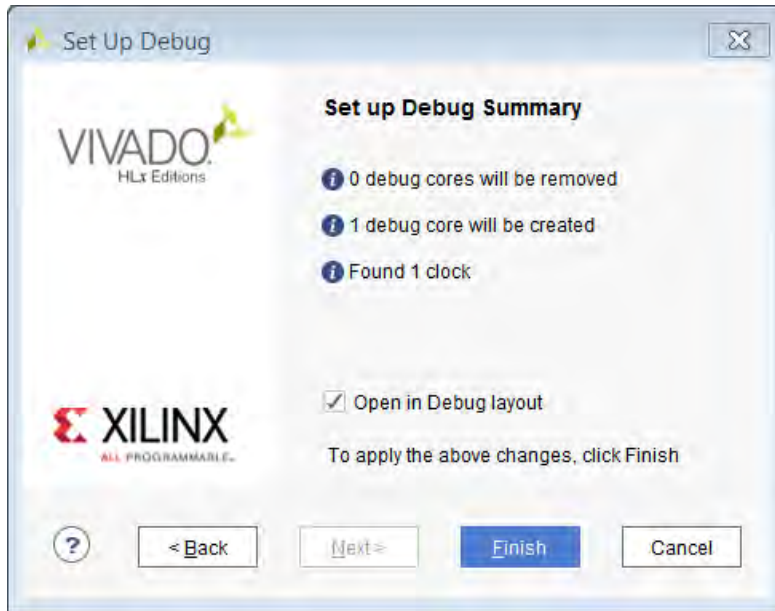 Set Up Debug
VIVADO.
HLx Editions
Set up Debug Summary
0 debug cores will be removed
1 debug core will be created
Found 1 clock
Open in Debug layout
XILINX
ALL PROGRAMMABLE™
To apply the above changes, click Finish
?
< Back
Next >
Finish
Cancel